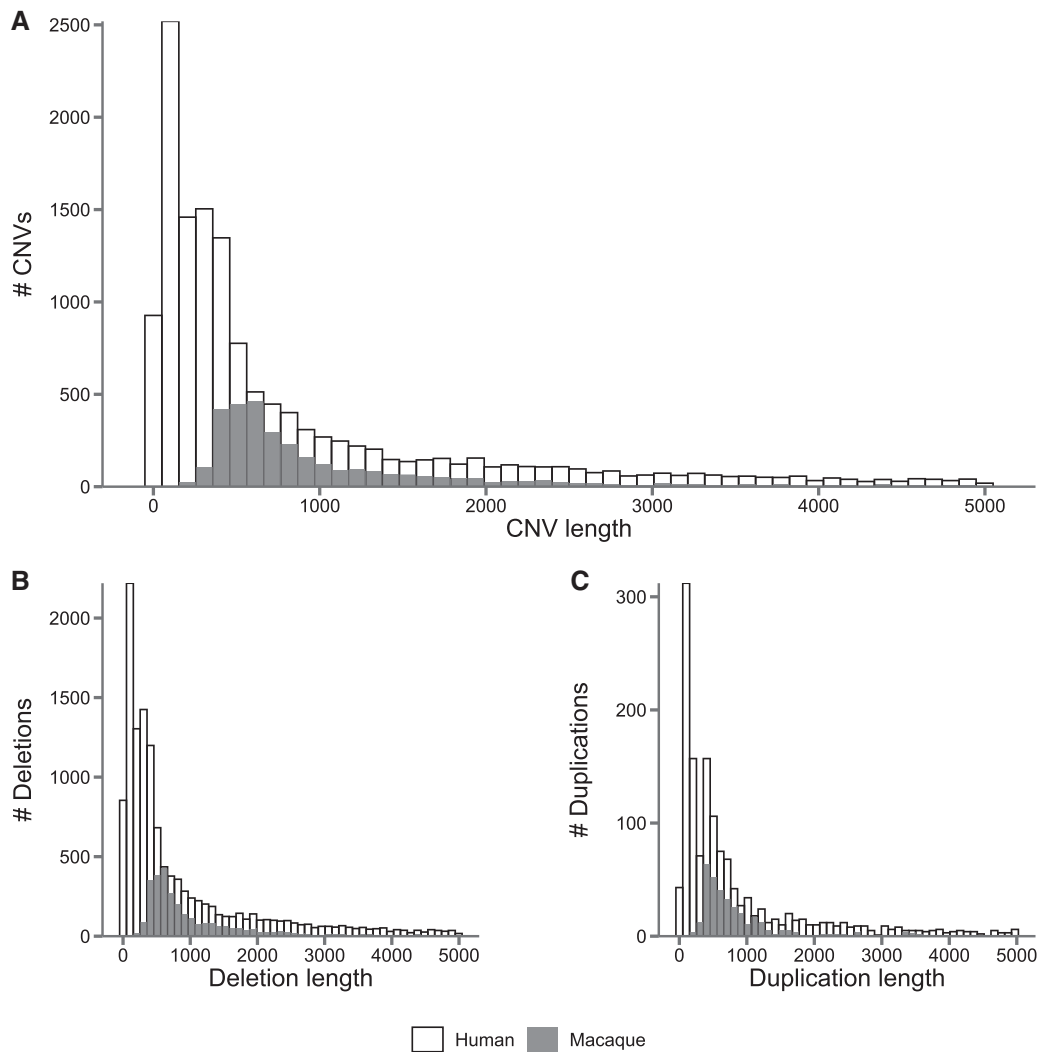 A
2500
2000
1500
1000
500
0
# CNVs
0 1000 2000 3000 4000 5000
CNV length
B
2000
1500
1000
500
0
# Deletions
0 1000 2000 3000 4000 5000
Deletion length
C
300
200
100
0
# Duplications
0 1000 2000 3000 4000 5000
Duplication length
Human Macaque